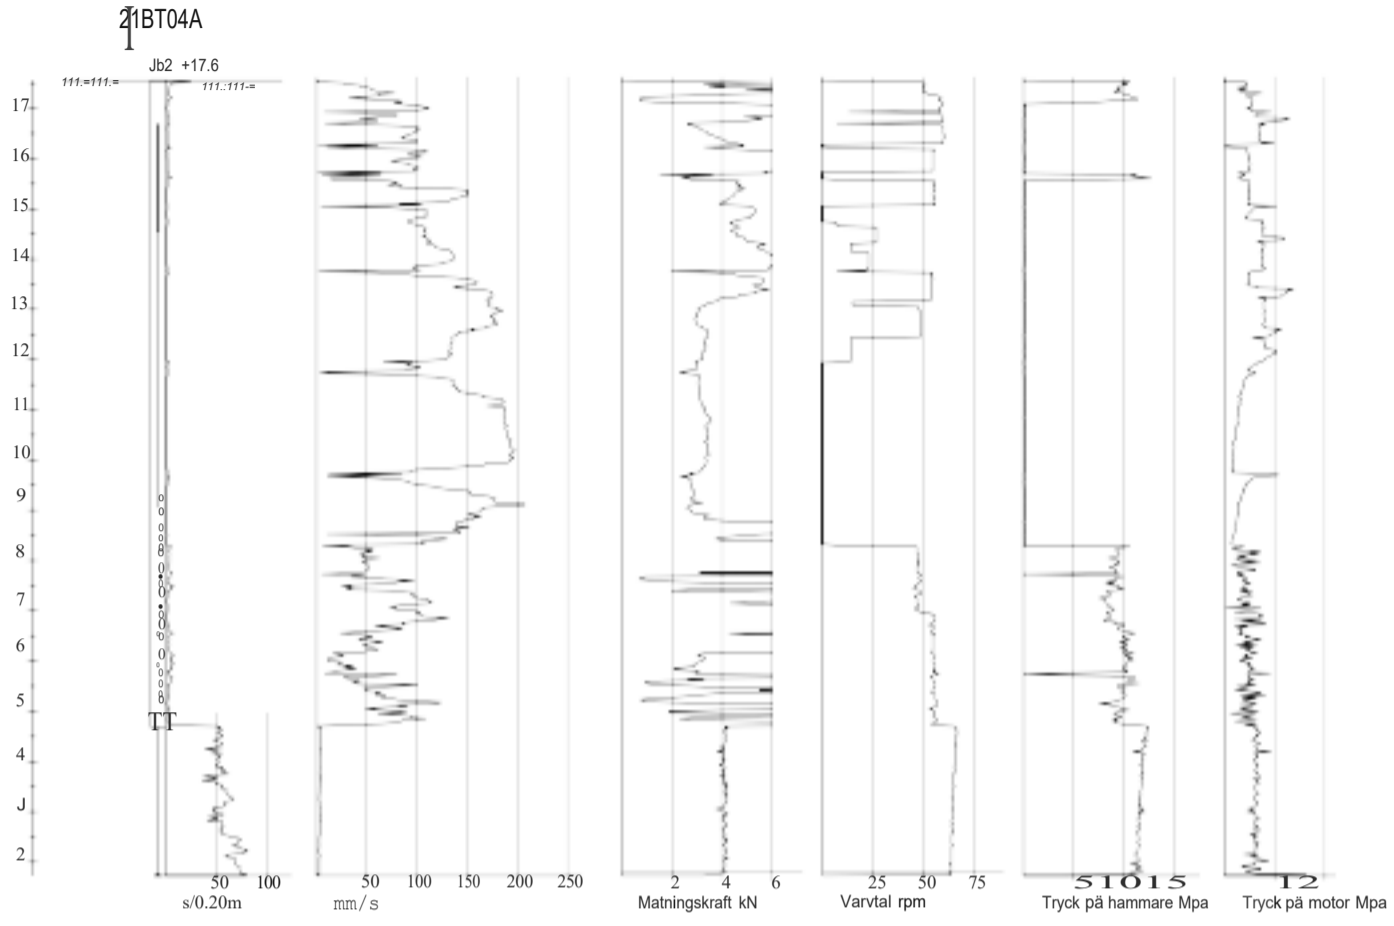 21BT04A
Jb2 +17.6
111.=111.=
111.:111-=
17
16
15
14
13
12
11
10
9
8
7
6
5
TT
4
J
2
50 100
50 100 150 200 250
2 4 6
25 50 75
51015
12
s/0.20m
mm/s
Matningskraft kN
Varvtal rpm
Tryck på hammare Mpa
Tryck på motor Mpa